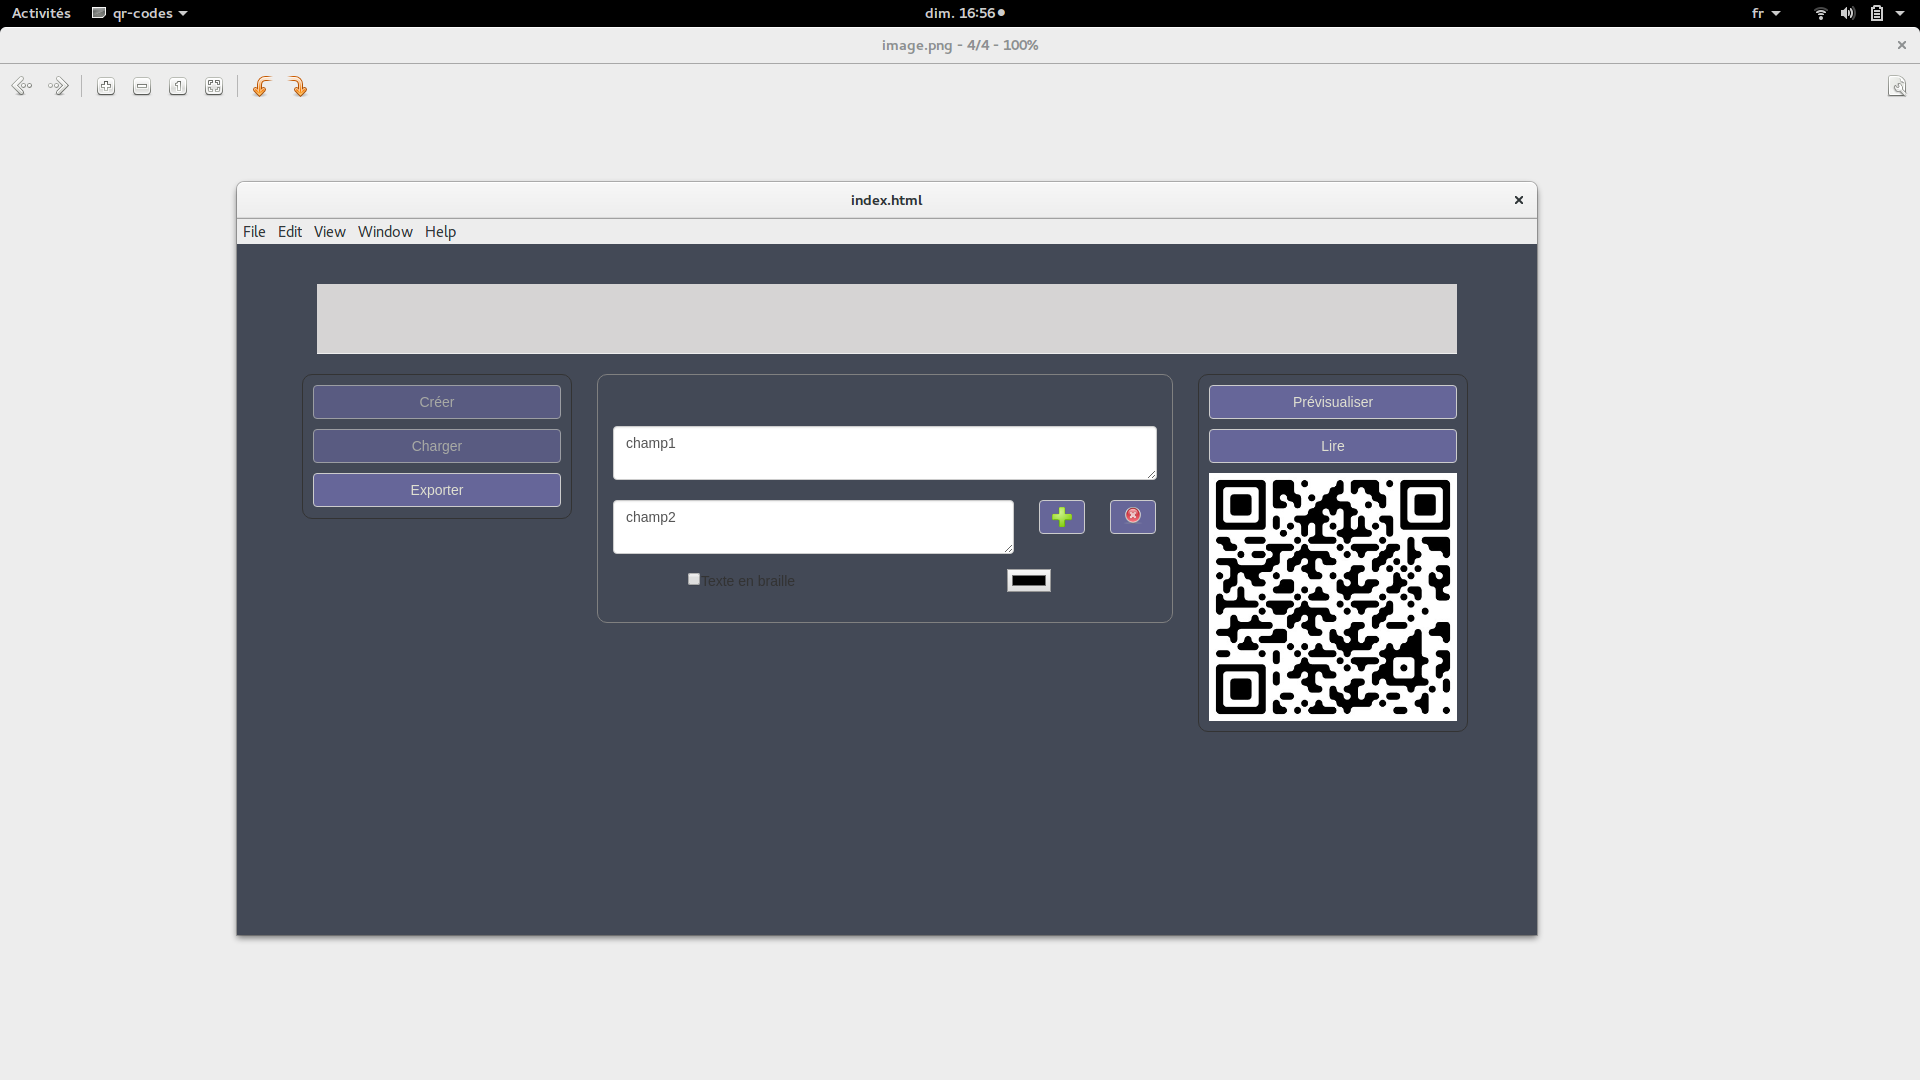 Activités qr-codes dim. 16:56 fr
image.png - 4/4 - 100%
index.html
File Edit View Window Help
Créer
Charger
Exporter
champ1
champ2
Texte en braille
Prévisualiser
Lire